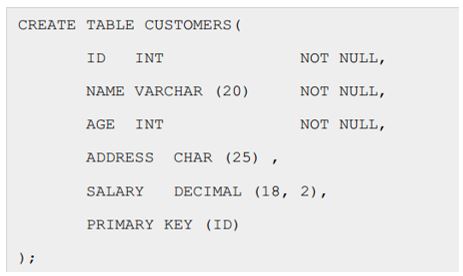 CREATE TABLE CUSTOMERS(
ID INT NOT NULL,
NAME VARCHAR (20) NOT NULL,
AGE INT NOT NULL,
ADDRESS CHAR (25) ,
SALARY DECIMAL (18, 2),
PRIMARY KEY (ID)
);